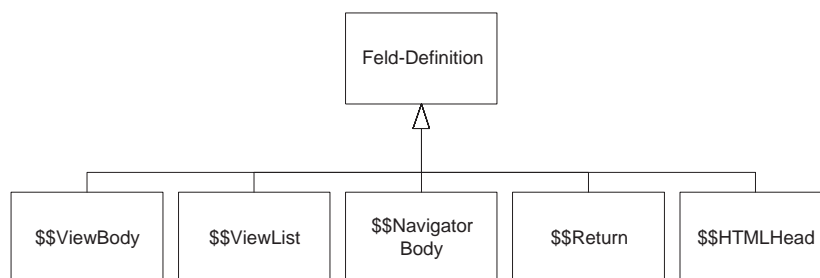 Feld-Definition
$$ViewBody
$$ViewList
$$Navigator
Body
$$Return
$$HTMLHead